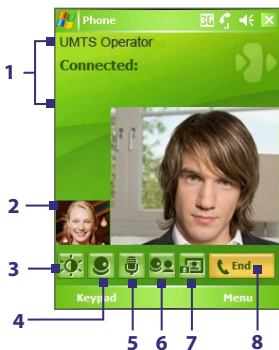 Phone
3G
UMTS Operator
Connected:
1
2
3
End
Keypad
Menu
4
5
6
7
8